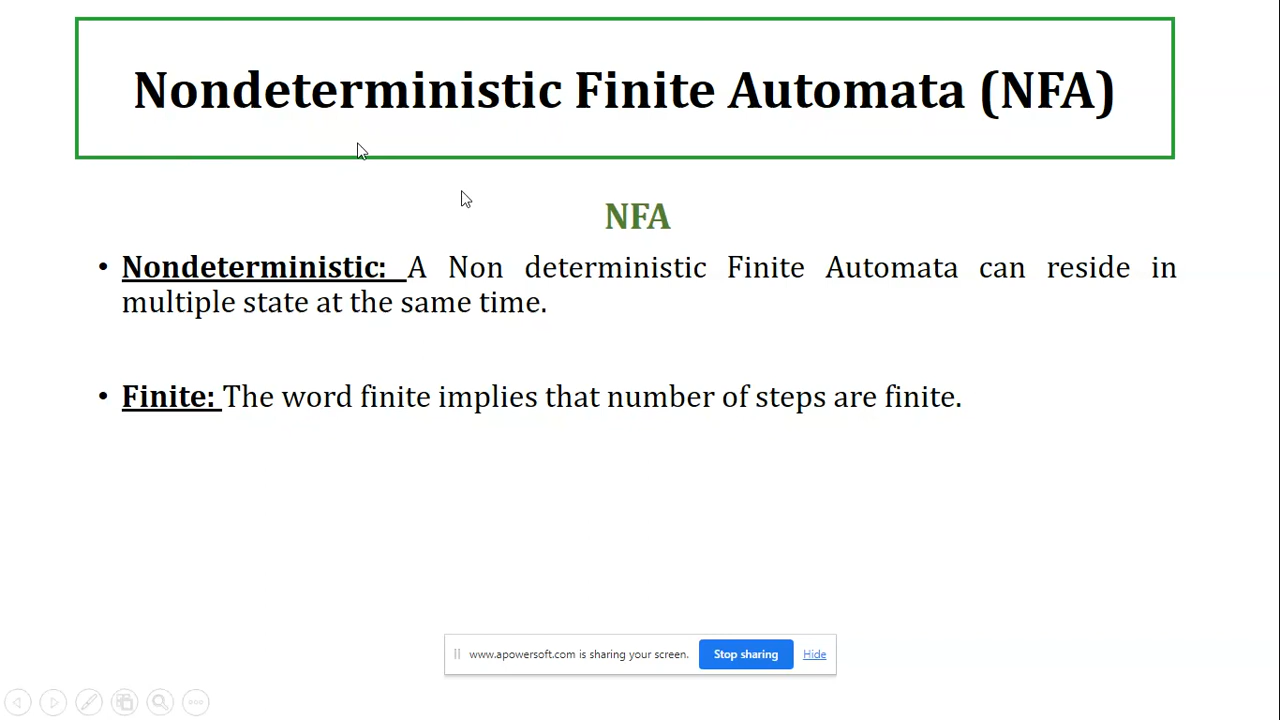 Nondeterministic Finite Automata (NFA)
NFA
• Nondeterministic: A Non deterministic Finite Automata can reside in
multiple state at the same time.
• Finite: The word finite implies that number of steps are finite.
www.apowersoft.com is sharing your screen. Stop sharing Hide